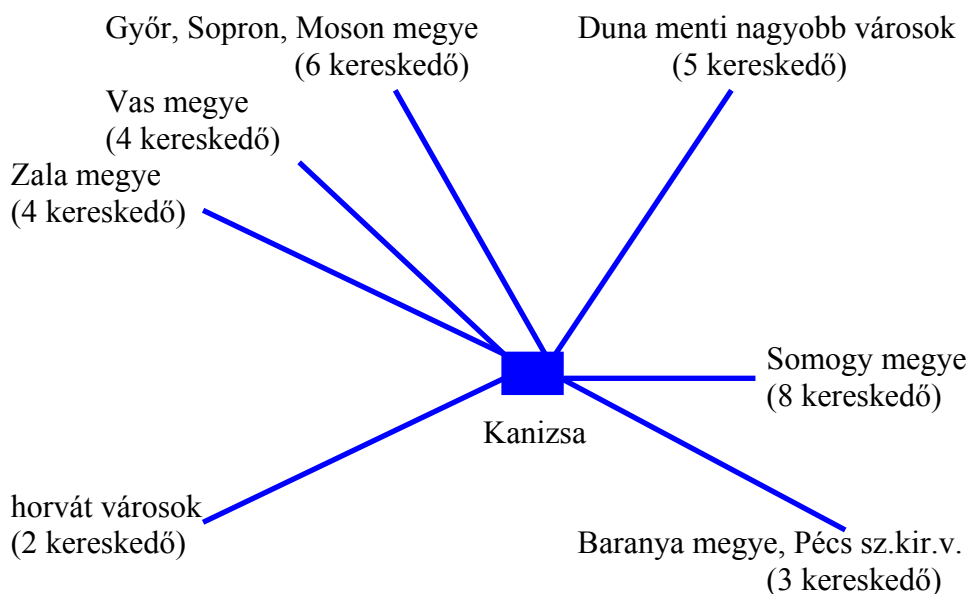 Győr, Sopron, Moson megye
(6 kereskedő)
Duna menti nagyobb városok
(5 kereskedő)
Vas megye
(4 kereskedő)
Zala megye
(4 kereskedő)
Somogy megye
(8 kereskedő)
Kanizsa
horvát városok
(2 kereskedő)
Baranya megye, Pécs sz.kir.v.
(3 kereskedő)